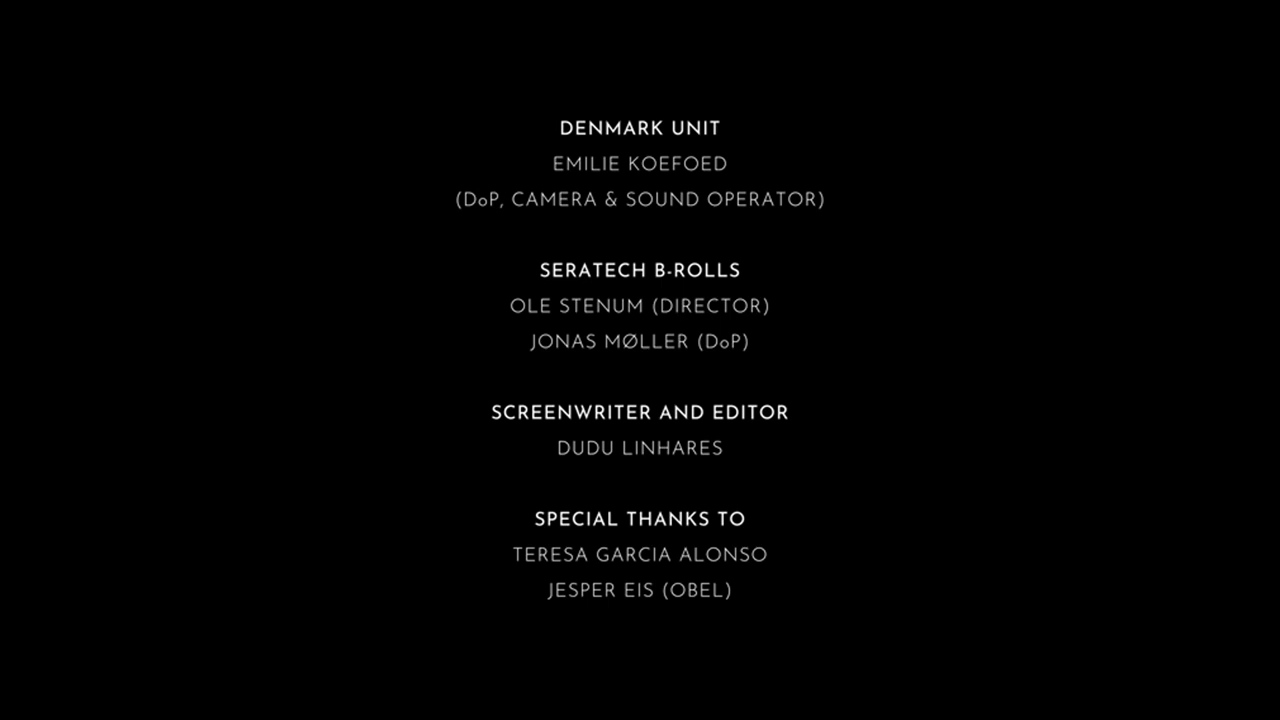 DENMARK UNIT
EMILIE KOEFOED
(DoP, CAMERA & SOUND OPERATOR)
SERATECH B-ROLLS
OLE STENUM (DIRECTOR)
JONAS MØLLER (DoP)
SCREENWRITER AND EDITOR
DUDU LINHARES
SPECIAL THANKS TO
TERESA GARCIA ALONSO
JESPER EIS (OBEL)